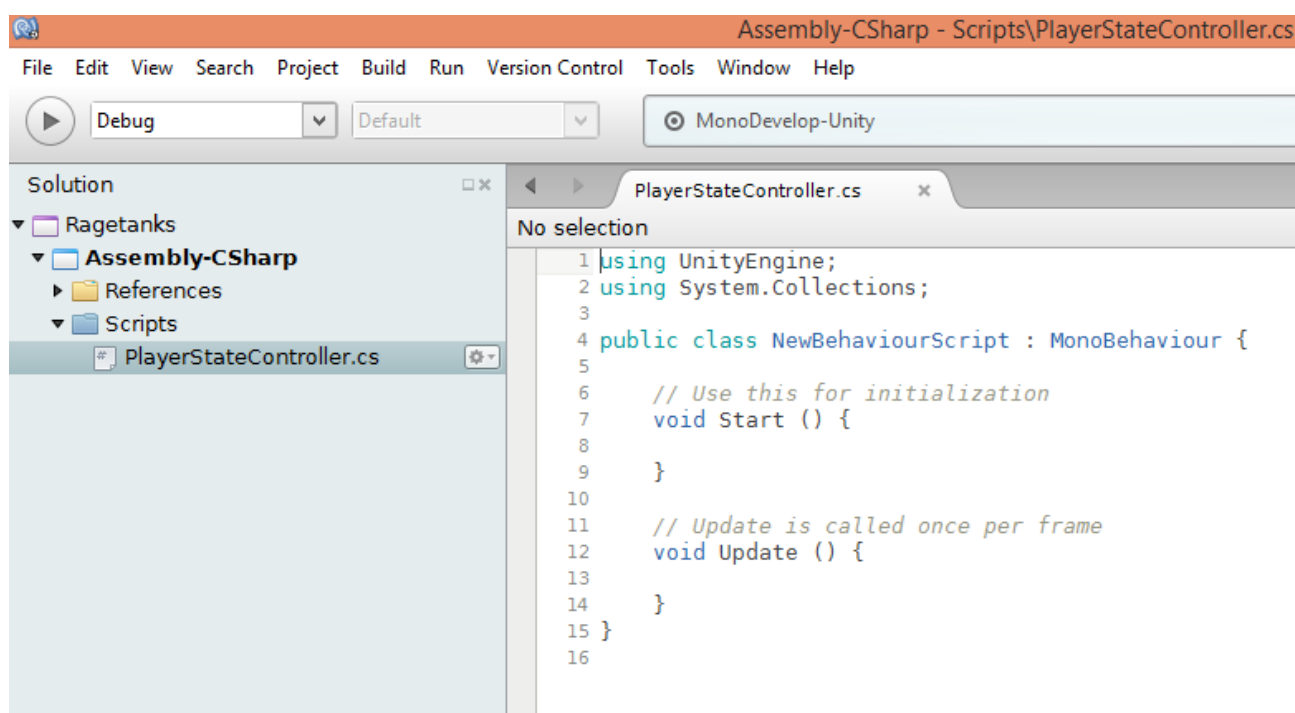 Assembly-CSharp - Scripts\PlayerStateController.cs
File Edit View Search Project Build Run Version Control Tools Window Help
Debug Default MonoDevelop-Unity
Solution
PlayerStateController.cs
Ragetanks
No selection
Assembly-CSharp
References
Scripts
PlayerStateController.cs
1 using UnityEngine;
2 using System.Collections;
3
4 public class NewBehaviourScript : MonoBehaviour {
5
6     // Use this for initialization
7     void Start () {
8
9     }
10
11     // Update is called once per frame
12     void Update () {
13
14     }
15 }
16